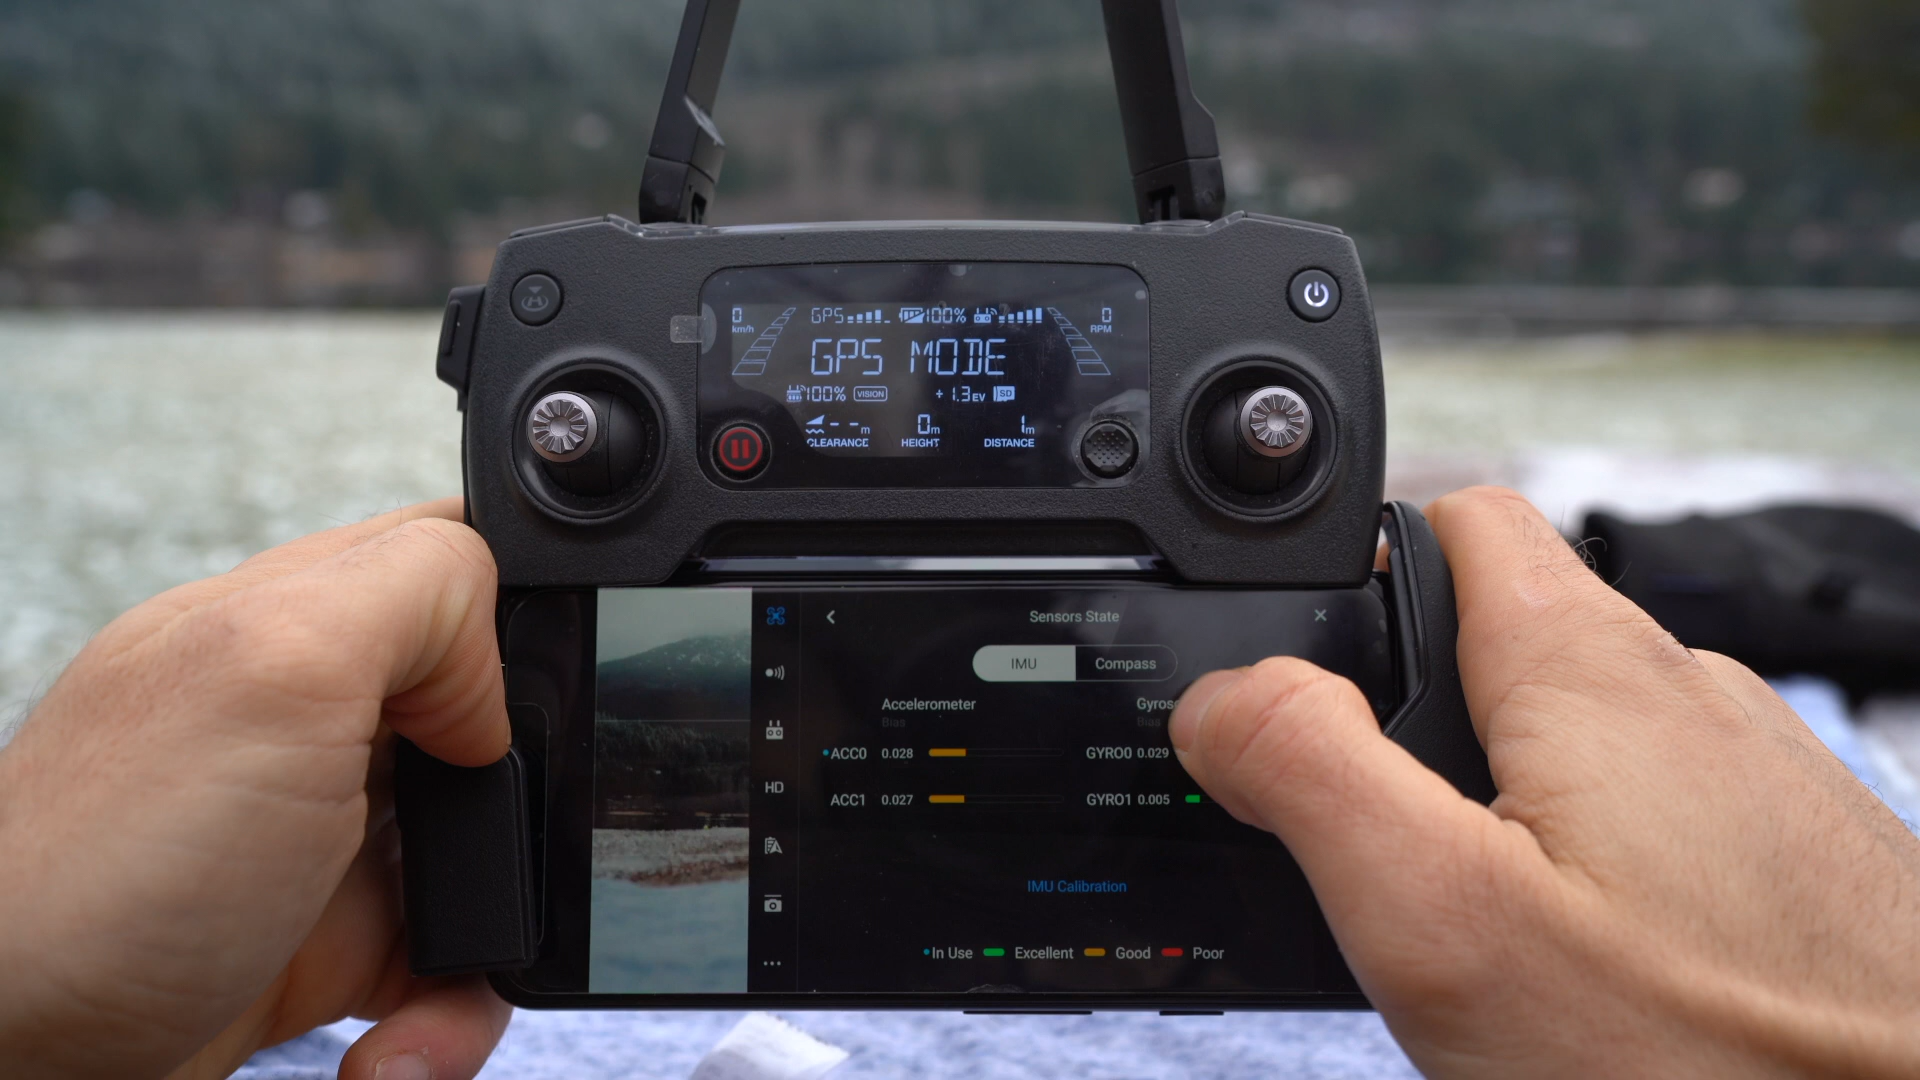 0 GPS 100% 0
km/h RPM
GPS MODE
100% VISION + 1.3EV SD
--m 0m 1m
CLEARANCE HEIGHT DISTANCE
Sensors State
IMU Compass
Accelerometer Gyros
Bias Bias
ACC0 0.028 GYRO0 0.029
ACC1 0.027 GYRO1 0.005
HD
IMU Calibration
In Use Excellent Good Poor